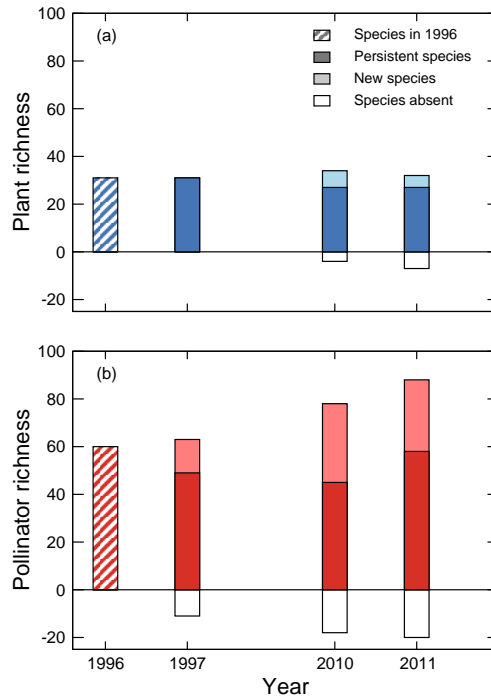 100
80
60
40
20
0
-20
Plant richness
(a)
Species in 1996
Persistent species
New species
Species absent
100
80
60
40
20
0
-20
Pollinator richness
(b)
1996 1997 2010 2011
Year